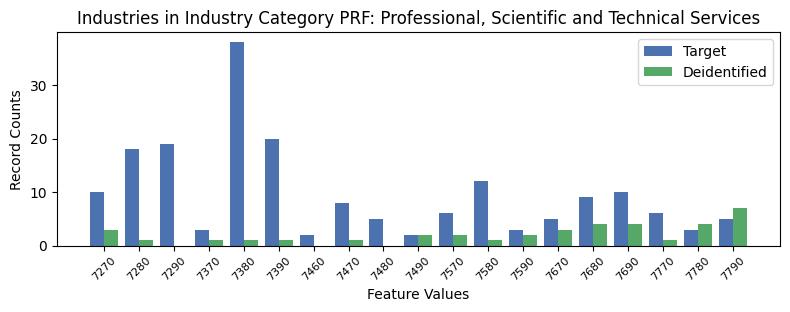 Industries in Industry Category PRF: Professional, Scientific and Technical Services
Target
Deidentified
Record Counts
30
20
10
0
7270 7280 7290 7370 7380 7390 7460 7470 7480 7490 7570 7580 7590 7670 7680 7690 7770 7780 7790
Feature Values